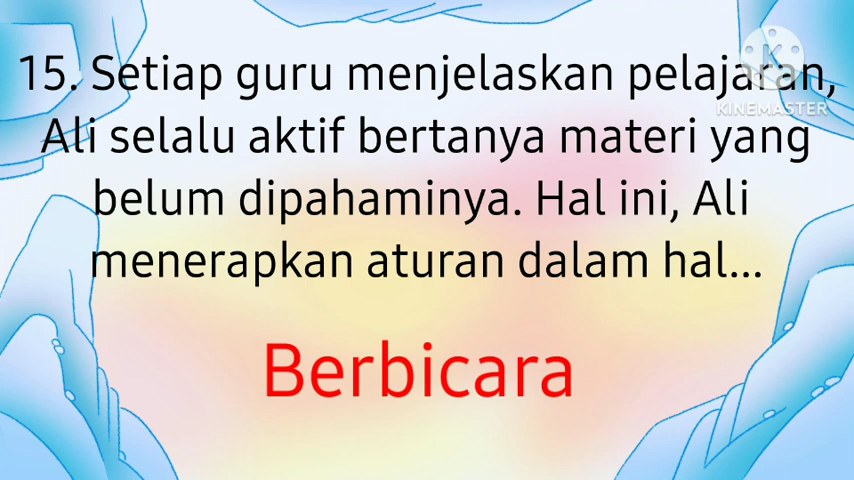 15. Setiap guru menjelaskan pelajaran,
Ali selalu aktif bertanya materi yang
belum dipahaminya. Hal ini, Ali
menerapkan aturan dalam hal...
Berbicara
K
KINEMASTER